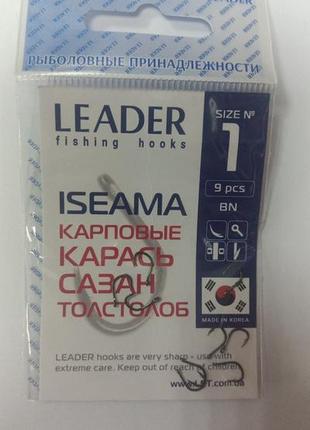 LEADER
РЫБОЛОВНЫЕ ПРИНАДЛЕЖНОСТИ
LEADER
fishing hooks
SIZE №
1
9 pcs
BN
ISEAMA
КАРПОВЫЕ
КАРАСЬ
САЗАН
ТОЛСТОЛОБ
MADE IN KOREA
LEADER hooks are very sharp - use with
extreme care. Keep out of reach of children